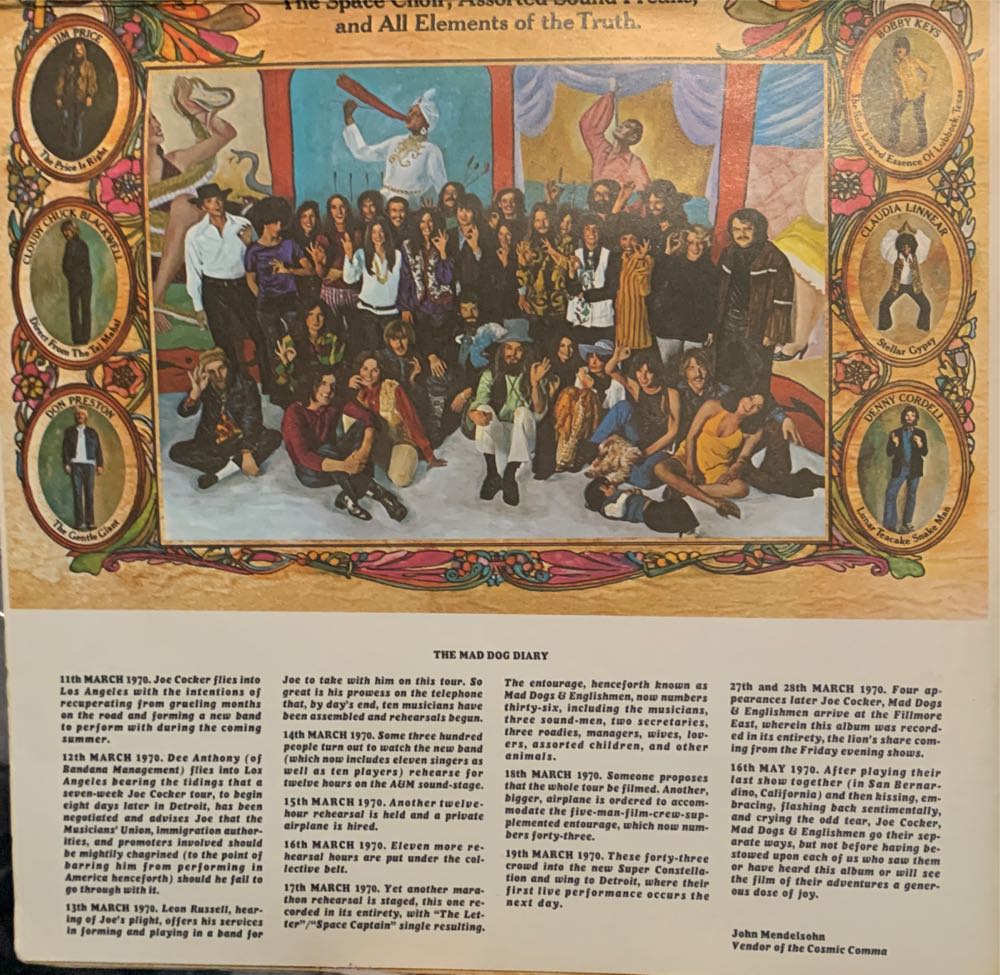 The Space Choir, Assorted Sound Freaks,
and All Elements of the Truth.
JIM PRICE
The Price Is Right
BOBBY KEYS
The Ruby Lipped Essence Of Lubbock, Texas
CLOUDY CHUCK BLACKWELL
Direct From The Taj Mahal
CLAUDIA LINNEAR
Stellar Gypsy
DON PRESTON
The Gentle Giant
DENNY CORDELL
Lunar Teacake Snake Man
THE MAD DOG DIARY
11th MARCH 1970. Joe Cocker flies into
Los Angeles with the intentions of
recuperating from grueling months
on the road and forming a new band
to perform with during the coming
summer.
12th MARCH 1970. Dee Anthony (of
Bandana Management) flies into Los
Angeles bearing the tidings that a
seven-week Joe Cocker tour, to begin
eight days later in Detroit, has been
negotiated and advises Joe that the
Musicians' Union, immigration author-
ities, and promoters involved should
be mightily chagrined (to the point of
barring him from performing in
America henceforth) should he fail to
go through with it.
13th MARCH 1970. Leon Russell, hear-
ing of Joe's plight, offers his services
in forming and playing in a band for
Joe to take with him on this tour. So
great is his prowess on the telephone
that, by day's end, ten musicians have
been assembled and rehearsals begun.
14th MARCH 1970. Some three hundred
people turn out to watch the new band
(which now includes eleven singers as
well as ten players) rehearse for
twelve hours on the A&M sound-stage.
15th MARCH 1970. Another twelve-
hour rehearsal is held and a private
airplane is hired.
16th MARCH 1970. Eleven more re-
hearsal hours are put under the col-
lective belt.
17th MARCH 1970. Yet another mara-
thon rehearsal is staged, this one re-
corded in its entirety, with "The Let-
ter"/"Space Captain" single resulting.
The entourage, henceforth known as
Mad Dogs & Englishmen, now numbers
thirty-six, including the musicians,
three sound-men, two secretaries,
three roadies, managers, wives, lov-
ers, assorted children, and other
animals.
18th MARCH 1970. Someone proposes
that the whole tour be filmed. Another,
bigger, airplane is ordered to accom-
modate the five-man-film-crew-sup-
plemented entourage, which now num-
bers forty-three.
19th MARCH 1970. These forty-three
crowd into the new Super Constella-
tion and wing to Detroit, where their
first live performance occurs the
next day.
27th and 28th MARCH 1970. Four ap-
pearances later Joe Cocker, Mad Dogs
& Englishmen arrive at the Fillmore
East, wherein this album was record-
ed in its entirety, the lion's share com-
ing from the Friday evening shows.
16th MAY 1970. After playing their
last show together (in San Bernar-
dino, California) and then kissing, em-
bracing, flashing back sentimentally,
and crying the odd tear, Joe Cocker,
Mad Dogs & Englishmen go their sep-
arate ways, but not before having be-
stowed upon each of us who saw them
or have heard this album or will see
the film of their adventures a gener-
ous dose of joy.
John Mendelsohn
Vendor of the Cosmic Comma